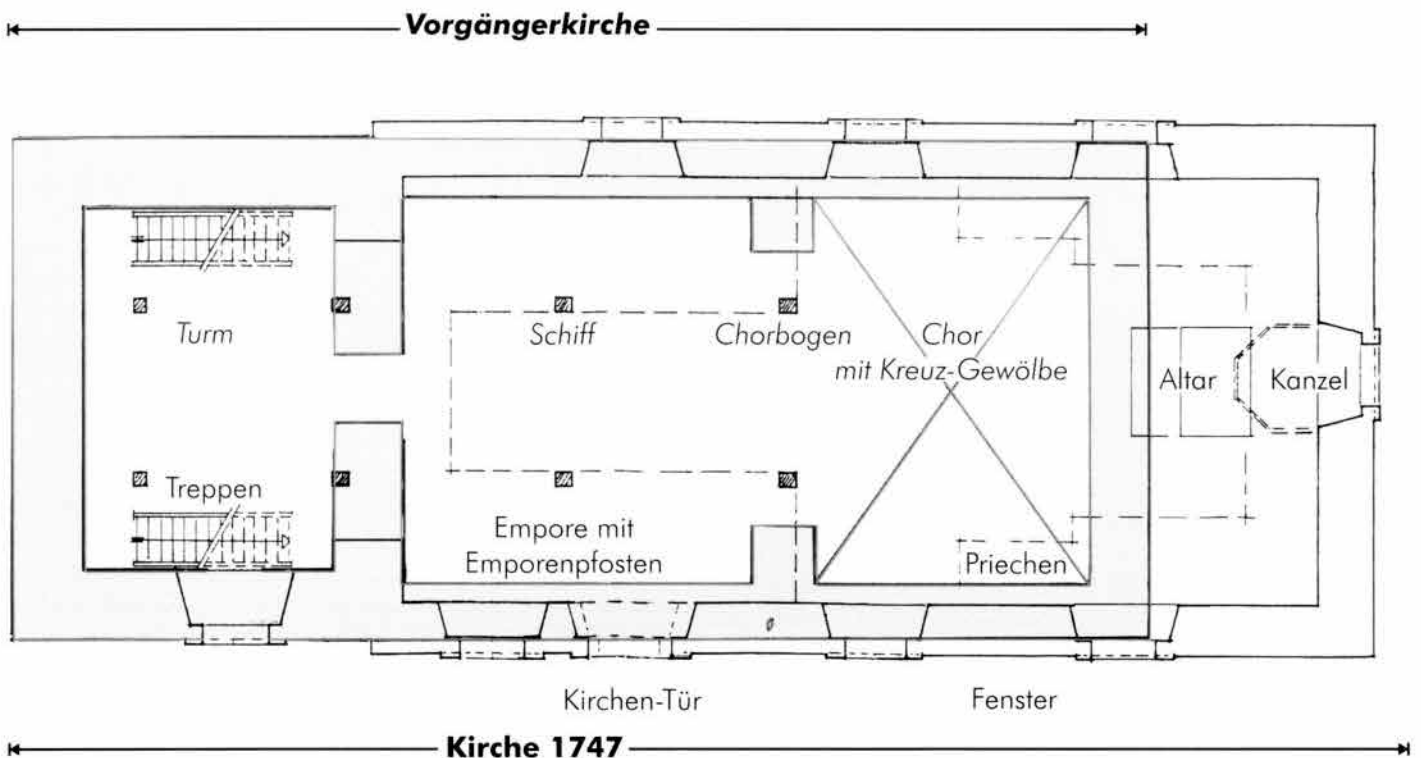 Vorgängerkirche
Turm
Schiff
Chorbogen
Chor
mit Kreuz-Gewölbe
Altar
Kanzel
Treppen
Empore mit
Emporenpfosten
Priechen
Kirchen-Tür
Fenster
Kirche 1747